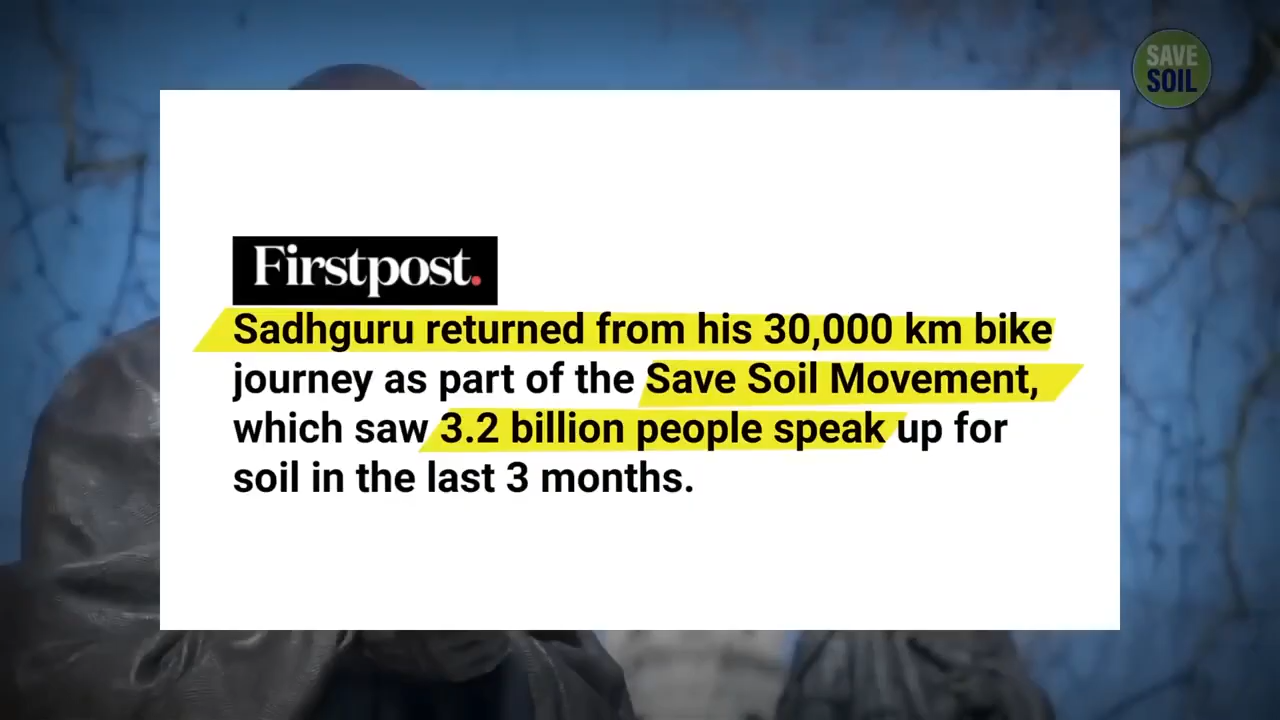 SAVE
SOIL
Firstpost.
Sadhguru returned from his 30,000 km bike
journey as part of the Save Soil Movement,
which saw 3.2 billion people speak up for
soil in the last 3 months.